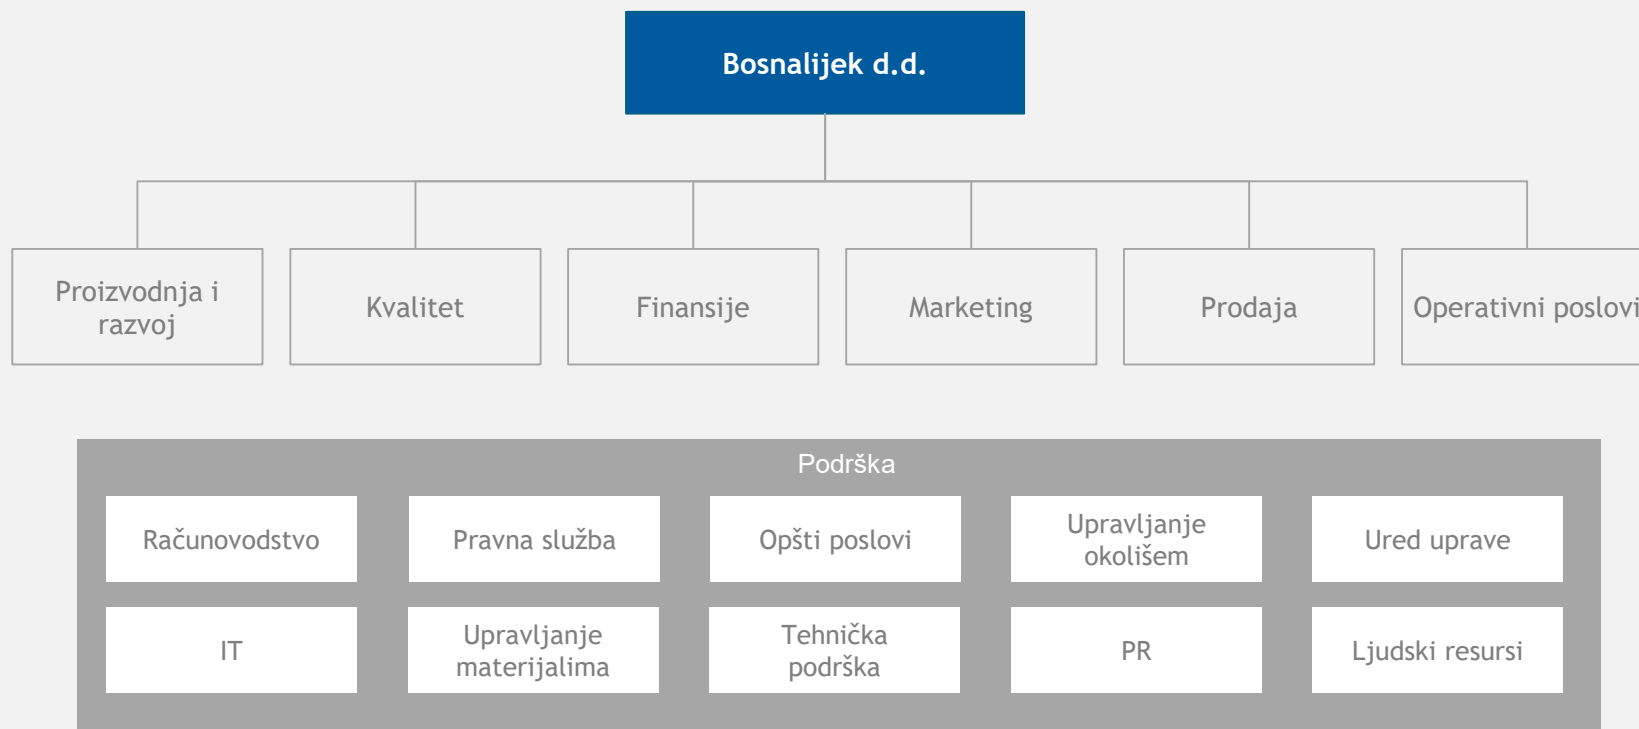 Bosnalijek d.d.
Proizvodnja i
razvoj
Kvalitet
Finansije
Marketing
Prodaja
Operativni poslovi
Podrška
Računovodstvo
Pravna služba
Opšti poslovi
Upravljanje
okolišem
Ured uprave
IT
Upravljanje
materijalima
Tehnička
podrška
PR
Ljudski resursi